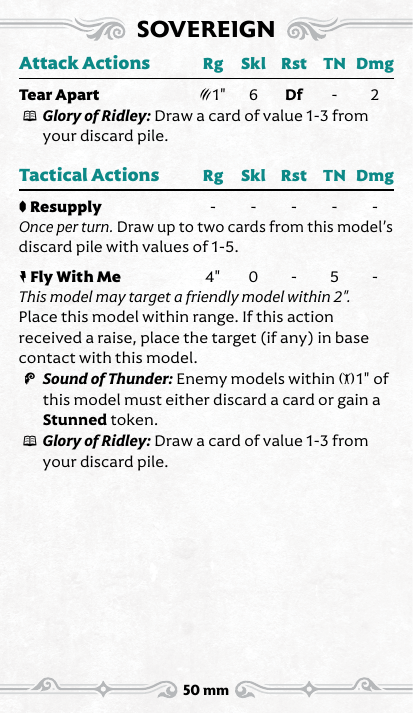 SOVEREIGN
Attack Actions Rg Skl Rst TN Dmg
Tear Apart 1" 6 Df - 2
Glory of Ridley: Draw a card of value 1-3 from
your discard pile.
Tactical Actions Rg Skl Rst TN Dmg
Resupply - - - - -
Once per turn. Draw up to two cards from this model's
discard pile with values of 1-5.
Fly With Me 4" 0 - 5 -
This model may target a friendly model within 2".
Place this model within range. If this action
received a raise, place the target (if any) in base
contact with this model.
Sound of Thunder: Enemy models within 1" of
this model must either discard a card or gain a
Stunned token.
Glory of Ridley: Draw a card of value 1-3 from
your discard pile.
50 mm